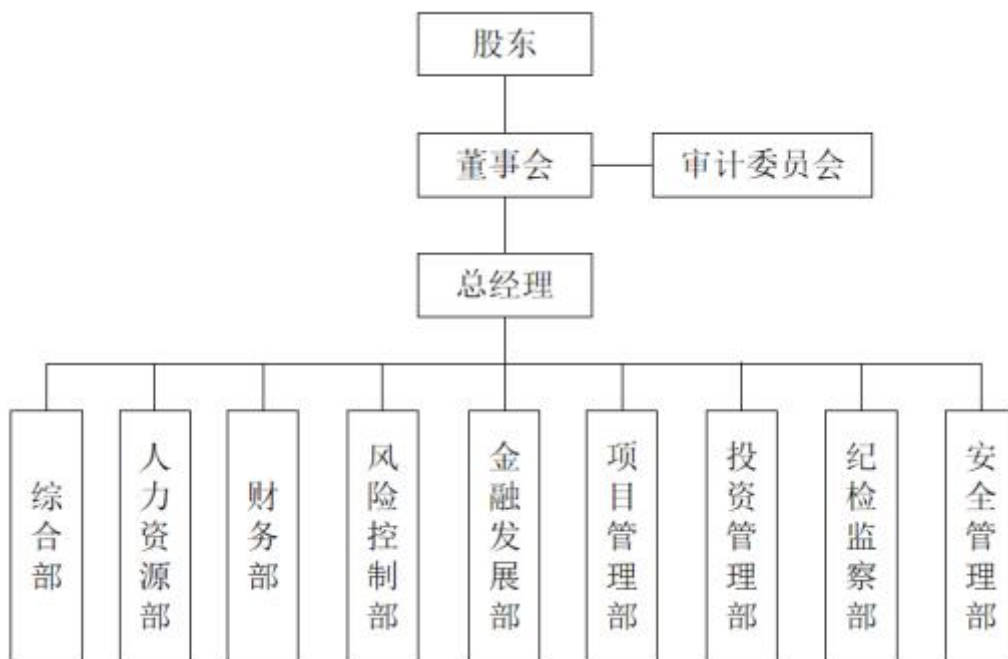 股东
董事会
审计委员会
总经理
综合部
人力资源部
财务部
风险控制部
金融发展部
项目管理部
投资管理部
纪检监察部
安全管理部